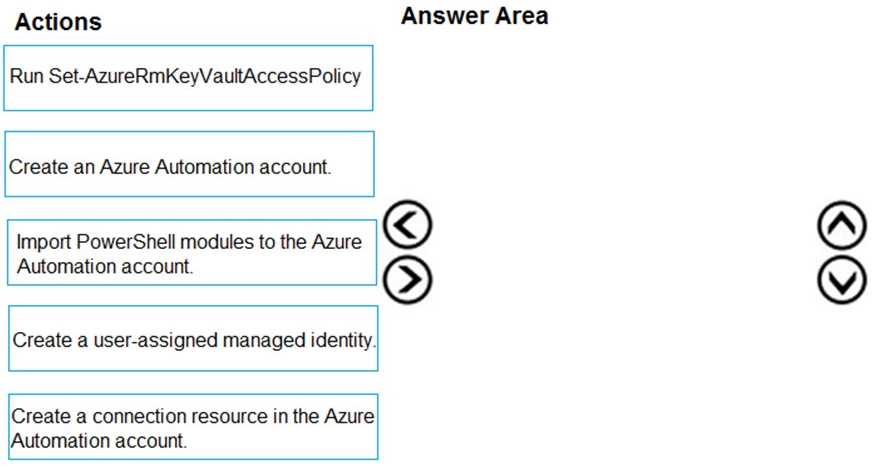 Actions
Answer Area
Run Set-AzureRmKeyVaultAccessPolicy
Create an Azure Automation account.
Import PowerShell modules to the Azure
Automation account.
Create a user-assigned managed identity.
Create a connection resource in the Azure
Automation account.